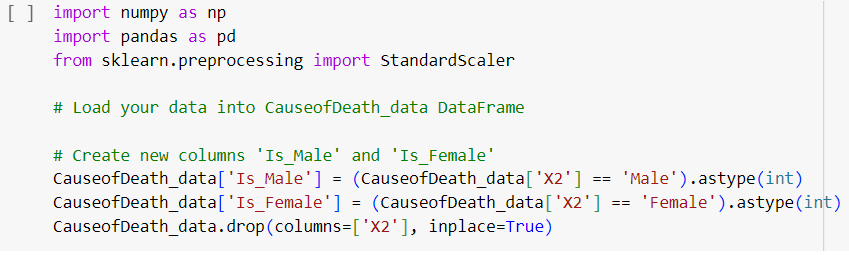 [ ] import numpy as np
import pandas as pd
from sklearn.preprocessing import StandardScaler
# Load your data into CauseofDeath_data DataFrame
# Create new columns 'Is_Male' and 'Is_Female'
CauseofDeath_data['Is_Male'] = (CauseofDeath_data['X2'] == 'Male').astype(int)
CauseofDeath_data['Is_Female'] = (CauseofDeath_data['X2'] == 'Female').astype(int)
CauseofDeath_data.drop(columns=['X2'], inplace=True)